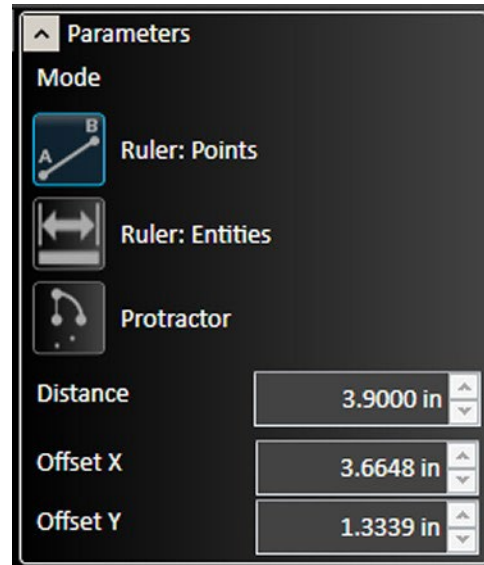 Parameters
Mode
A B
Ruler: Points
Ruler: Entities
Protractor
Distance 3.9000 in
Offset X 3.6648 in
Offset Y 1.3339 in